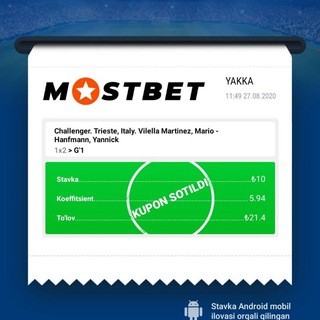 MOSTBET
YAKKA
11:49 27.08.2020
Challenger. Trieste, Italy. Vilella Martinez, Mario -
Hanfmann, Yannick
1x2 > G'1
Stavka ₺10
Koeffitsient 5.94
To'lov ₺21.4
KUPON SOTILDI
Stavka Android mobil
ilovasi orqali qilingan